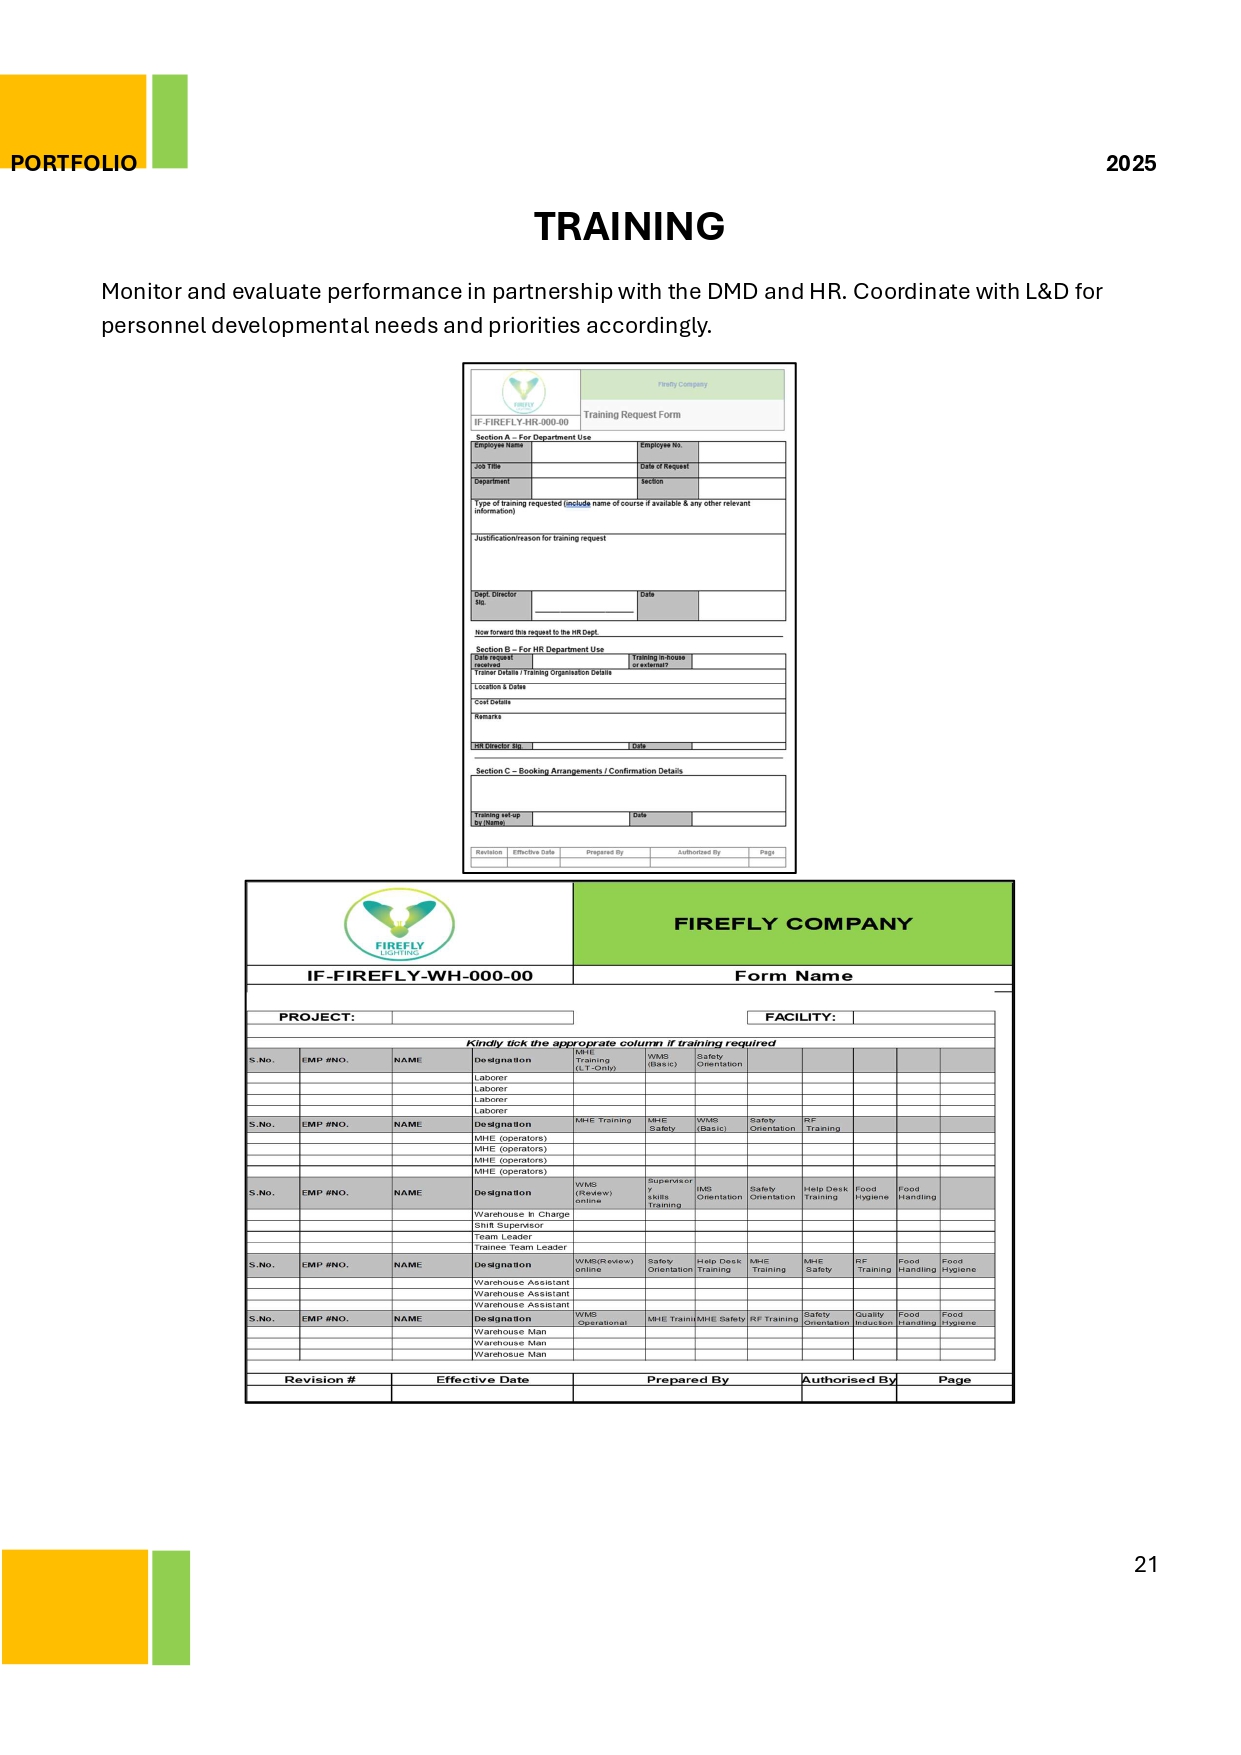 PORTFOLIO
2025
TRAINING
Monitor and evaluate performance in partnership with the DMD and HR. Coordinate with L&D for
personnel developmental needs and priorities accordingly.
FIREFLY
Firefly Company
IF-FIREFLY-HR-000-00
Training Request Form
Section A – For Department Use
Employee Name Employee No.
Job Title Date of Request
Department Section
Type of training requested (include name of course if available & any other relevant
information)
Justification/reason for training request
Dept. Director Date
Sig.
Now forward this request to the HR Dept.
Section B – For HR Department Use
Date request Training in-house
received or external?
Trainer Details / Training Organisation Details
Location & Dates
Cost Details
Remarks
HR Director Sig. Date
Section C – Booking Arrangements / Confirmation Details
Training set-up Date
by (Name)
Revision Effective Date Prepared By Authorized By Page
FIREFLY
LIGHTING
FIREFLY COMPANY
IF-FIREFLY-WH-000-00 Form Name
PROJECT: FACILITY:
Kindly tick the approprate column if training required
S.No. EMP #NO. NAME Designation MHE Training (LT-Only) WMS (Basic) Safety Orientation
Laborer
Laborer
Laborer
Laborer
S.No. EMP #NO. NAME Designation MHE Training MHE Safety WMS (Basic) Safety Orientation RF Training
MHE (operators)
MHE (operators)
MHE (operators)
MHE (operators)
S.No. EMP #NO. NAME Designation WMS (Review) online Supervisor y skills Training IMS Orientation Safety Orientation Help Desk Training Food Hygiene Food Handling
Warehouse In Charge
Shift Supervisor
Team Leader
Trainee Team Leader
S.No. EMP #NO. NAME Designation WMS(Review) online Safety Orientation Help Desk Training MHE Training MHE Safety RF Training Food Handling Food Hygiene
Warehouse Assistant
Warehouse Assistant
Warehouse Assistant
S.No. EMP #NO. NAME Designation WMS Operational MHE Traini MHE Safety RF Training Safety Orientation Quality Induction Food Handling Food Hygiene
Warehouse Man
Warehouse Man
Warehosue Man
Revision # Effective Date Prepared By Authorised By Page
21